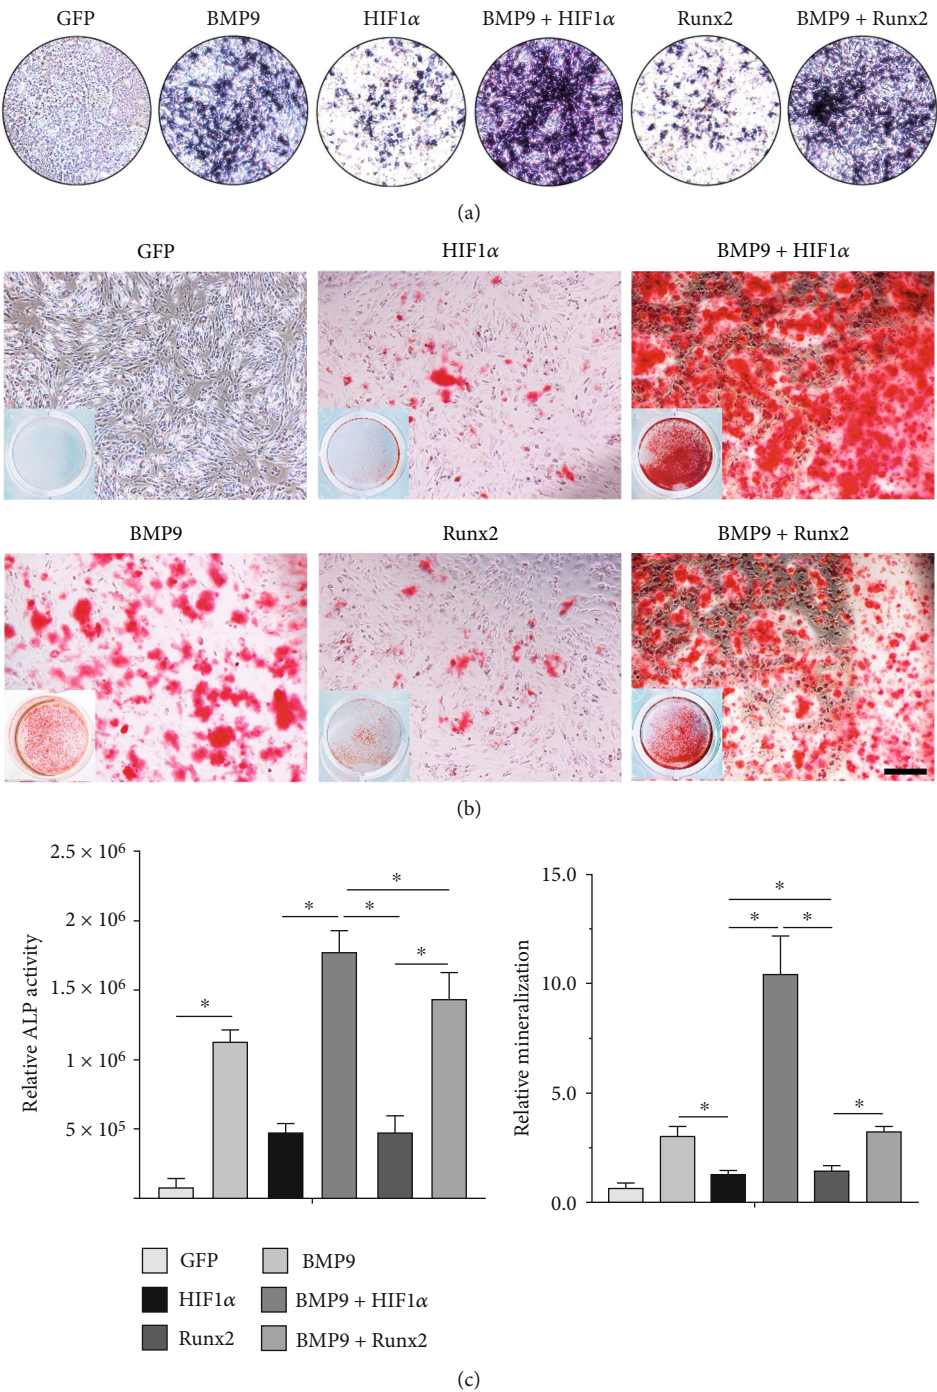 GFP BMP9 HIF1α BMP9 + HIF1α Runx2 BMP9 + Runx2
(a)
GFP HIF1α BMP9 + HIF1α
BMP9 Runx2 BMP9 + Runx2
(b)
Relative ALP activity
2.5 × 10⁶
2 × 10⁶
1.5 × 10⁶
1 × 10⁶
5 × 10⁵
* * * * *
Relative mineralization
15.0
10.0
5.0
0.0
* * * * *
GFP BMP9
HIF1α BMP9 + HIF1α
Runx2 BMP9 + Runx2
(c)